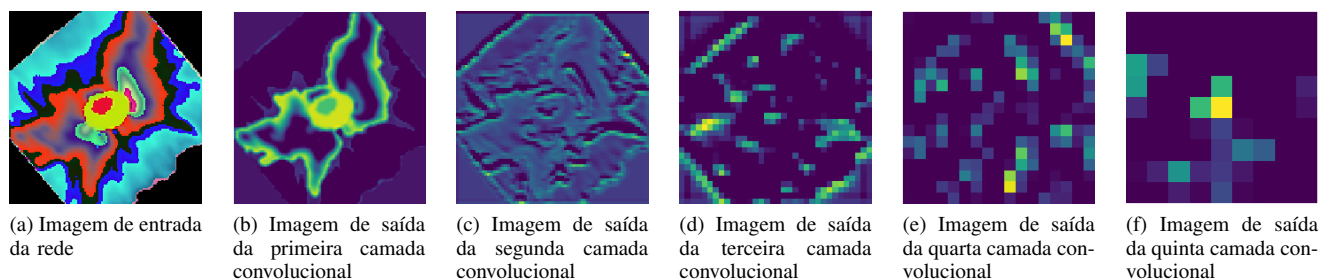 (a) Imagem de entrada
da rede
(b) Imagem de saída
da primeira camada
convolucional
(c) Imagem de saída
da segunda camada
convolucional
(d) Imagem de saída
da terceira camada
convolucional
(e) Imagem de saída
da quarta camada con-
volucional
(f) Imagem de saída
da quinta camada con-
volucional